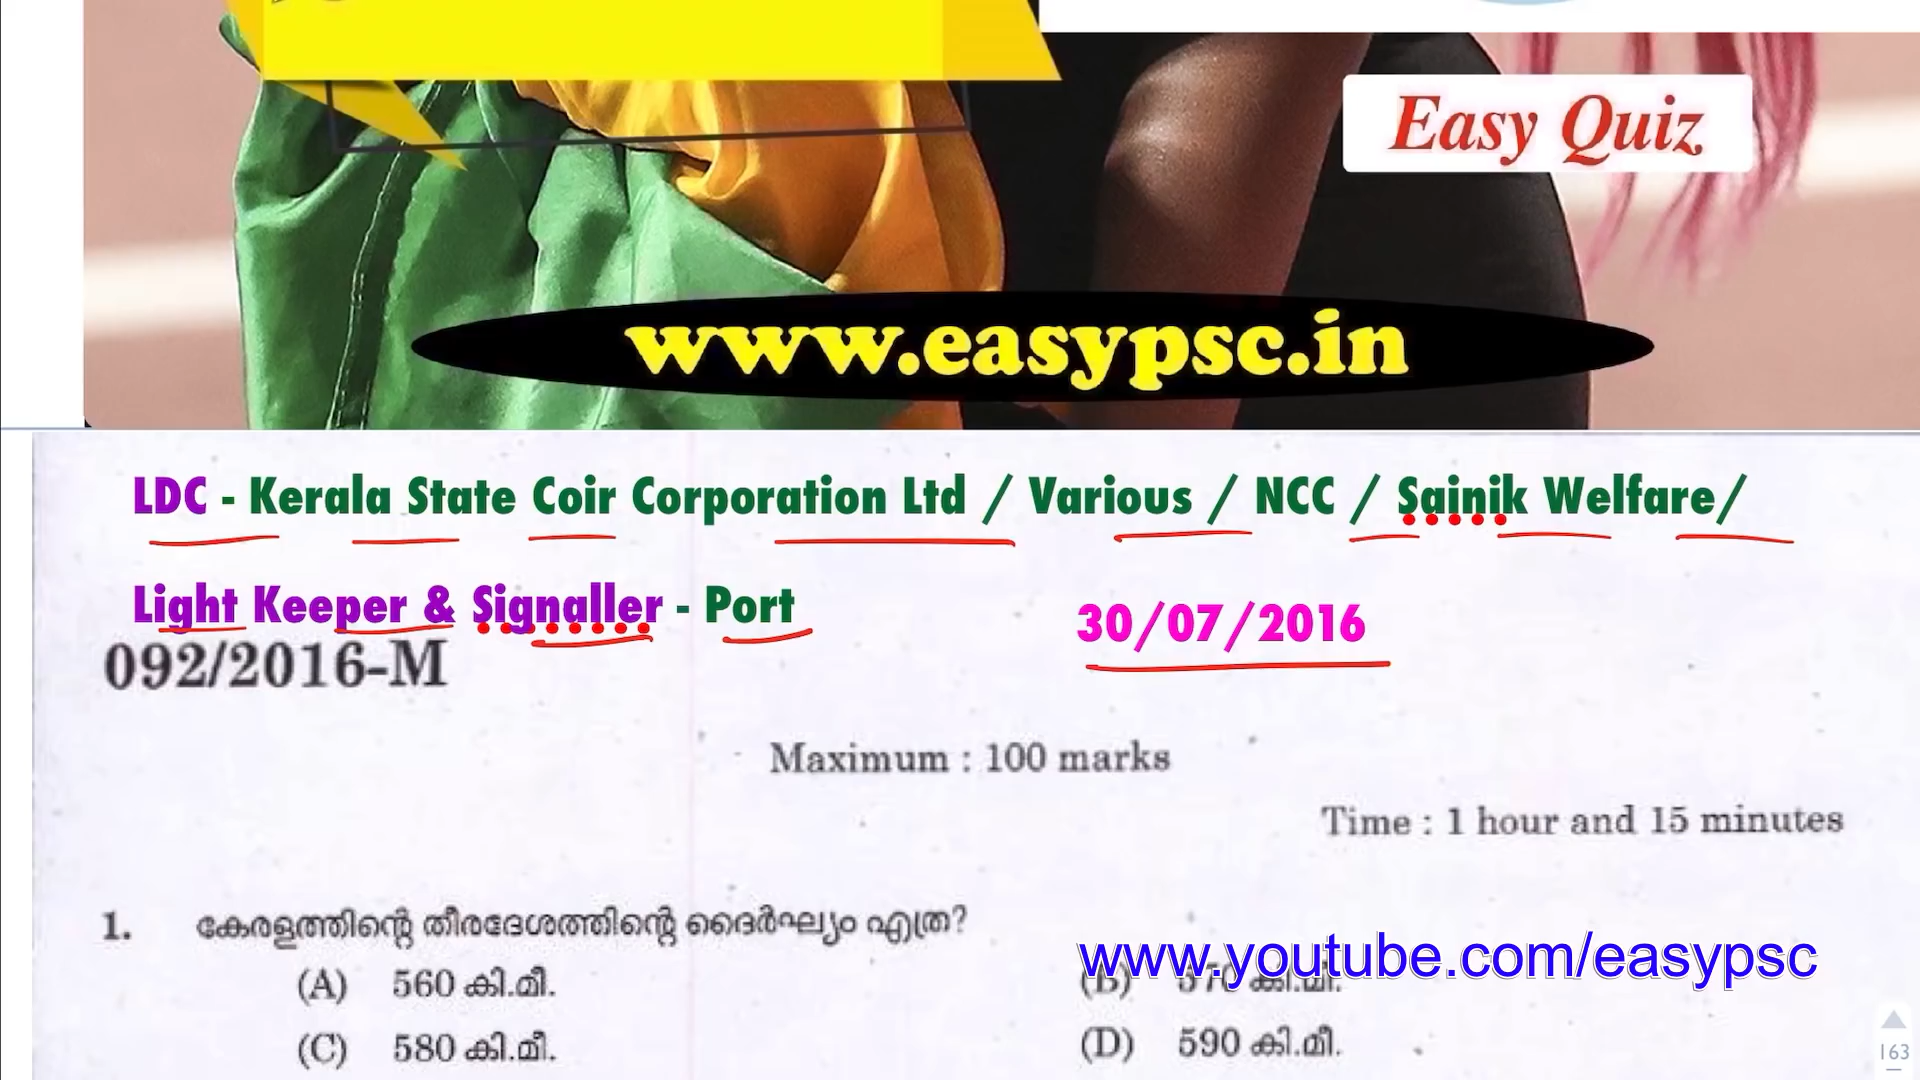 Easy Quiz
www.easypsc.in
LDC - Kerala State Coir Corporation Ltd / Various / NCC / Sainik Welfare/
Light Keeper & Signaller - Port
30/07/2016
092/2016-M
Maximum : 100 marks
Time : 1 hour and 15 minutes
1. കേരളത്തിന്റെ തീരദേശത്തിന്റെ ദൈർഘ്യം എത്ര?
www.youtube.com/easypsc
(A) 560 കി.മീ.
(B) 570 കി.മീ.
(C) 580 കി.മീ.
(D) 590 കി.മീ.
163